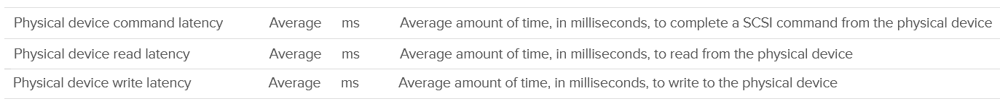 Physical device command latency Average ms Average amount of time, in milliseconds, to complete a SCSI command from the physical device
Physical device read latency Average ms Average amount of time, in milliseconds, to read from the physical device
Physical device write latency Average ms Average amount of time, in milliseconds, to write to the physical device